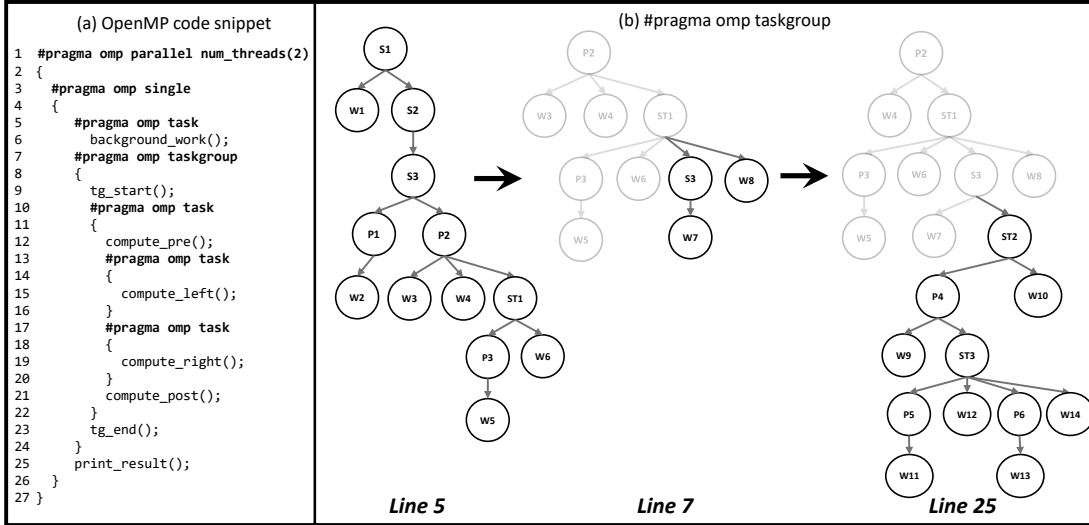 (a) OpenMP code snippet
1 #pragma omp parallel num_threads(2)
2 {
3 #pragma omp single
4 {
5 #pragma omp task
6 background_work();
7 #pragma omp taskgroup
8 {
9 tg_start();
10 #pragma omp task
11 {
12 compute_pre();
13 #pragma omp task
14 {
15 compute_left();
16 }
17 #pragma omp task
18 {
19 compute_right();
20 }
21 compute_post();
22 }
23 tg_end();
24 }
25 print_result();
26 }
27 }
(b) #pragma omp taskgroup
S1
W1 S2
S3
P1 P2
W2 W3 W4 ST1
P3 W6
W5
Line 5
P2
W3 W4 ST1
P3 W6 S3 W8
W5 W7
Line 7
P2
W4 ST1
P3 W6 S3 W8
W5 W7 ST2
P4 W10
W9 ST3
P5 W12 P6 W14
W11 W13
Line 25